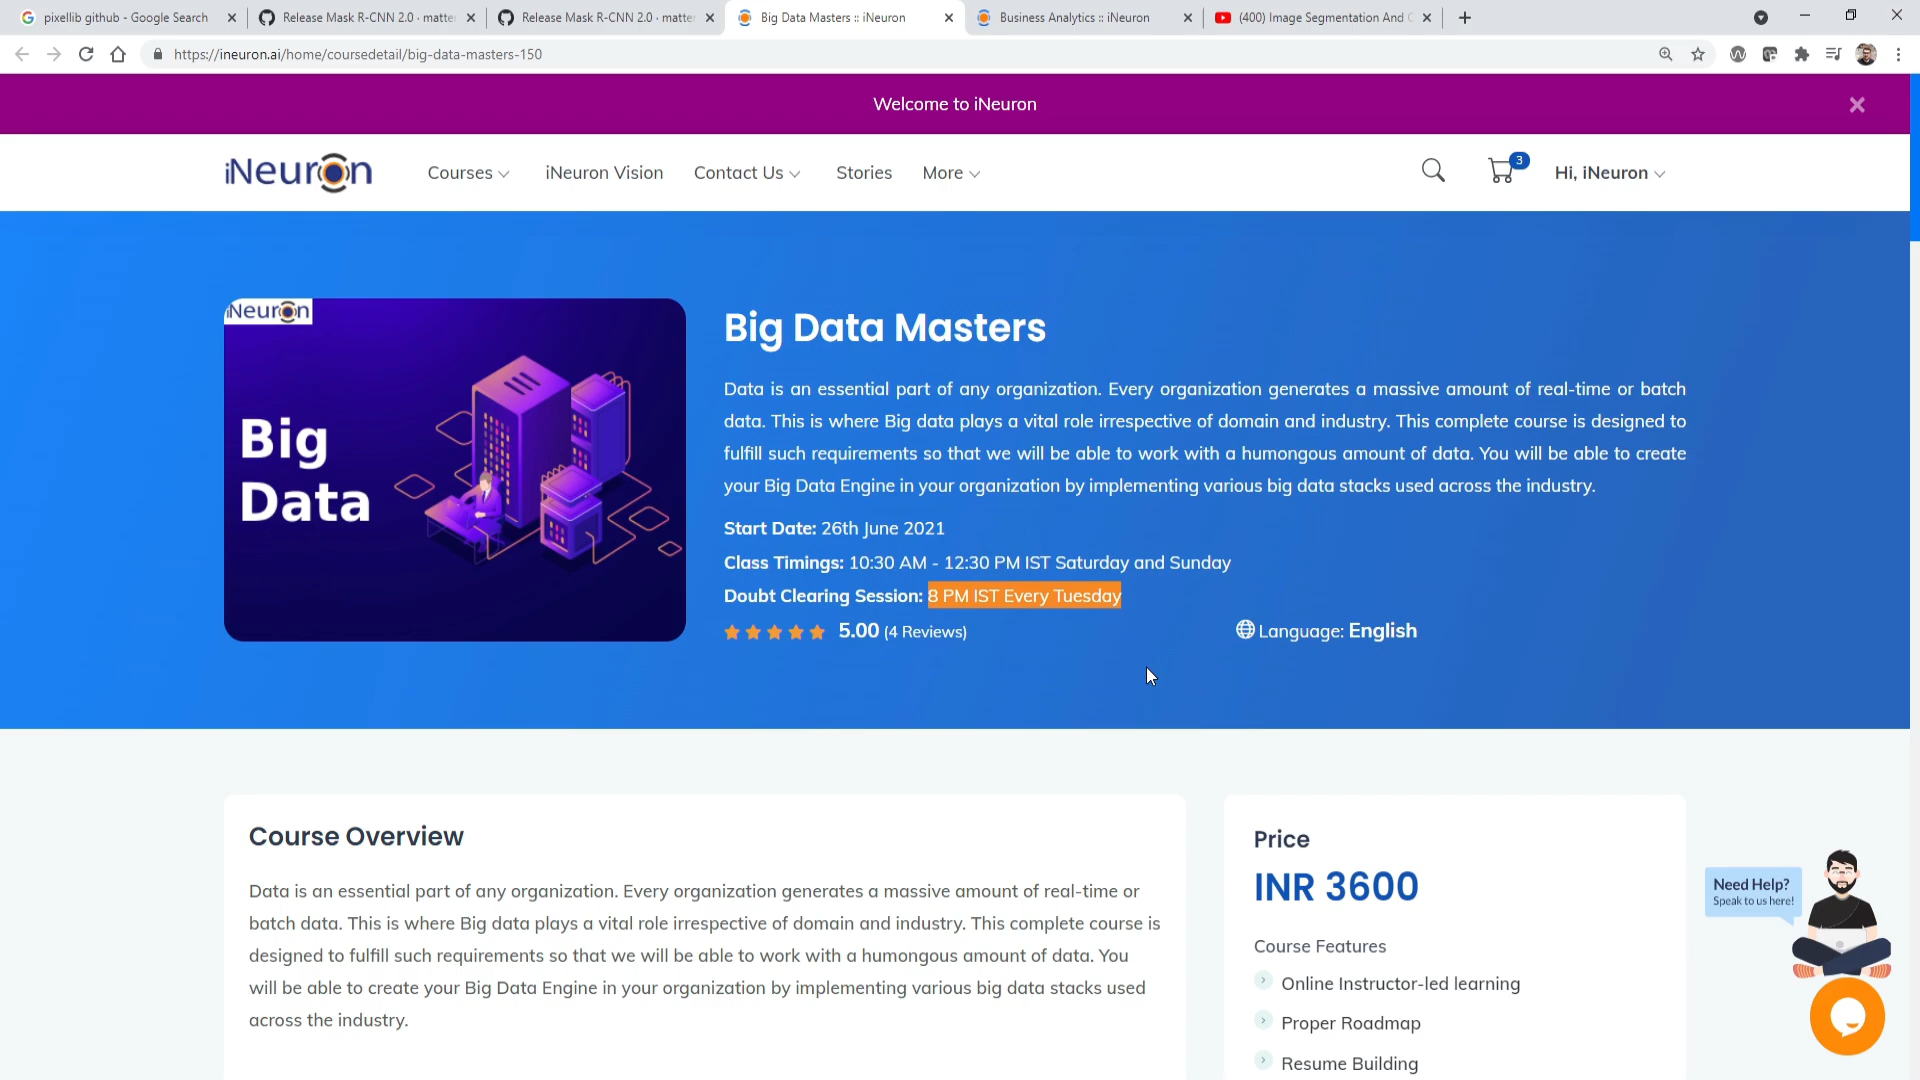 pixellib github - Google Search
Release Mask R-CNN 2.0 · matter
Release Mask R-CNN 2.0 · matter
Big Data Masters :: iNeuron
Business Analytics :: iNeuron
(400) Image Segmentation And
https://ineuron.ai/home/coursedetail/big-data-masters-150
Welcome to iNeuron
iNeuron
Courses
iNeuron Vision
Contact Us
Stories
More
3
Hi, iNeuron
iNeuron
Big
Data
Big Data Masters
Data is an essential part of any organization. Every organization generates a massive amount of real-time or batch
data. This is where Big data plays a vital role irrespective of domain and industry. This complete course is designed to
fulfill such requirements so that we will be able to work with a humongous amount of data. You will be able to create
your Big Data Engine in your organization by implementing various big data stacks used across the industry.
Start Date: 26th June 2021
Class Timings: 10:30 AM - 12:30 PM IST Saturday and Sunday
Doubt Clearing Session: 8 PM IST Every Tuesday
5.00 (4 Reviews)
Language: English
Course Overview
Data is an essential part of any organization. Every organization generates a massive amount of real-time or
batch data. This is where Big data plays a vital role irrespective of domain and industry. This complete course is
designed to fulfill such requirements so that we will be able to work with a humongous amount of data. You
will be able to create your Big Data Engine in your organization by implementing various big data stacks used
across the industry.
Price
INR 3600
Course Features
Online Instructor-led learning
Proper Roadmap
Resume Building
Need Help?
Speak to us here!